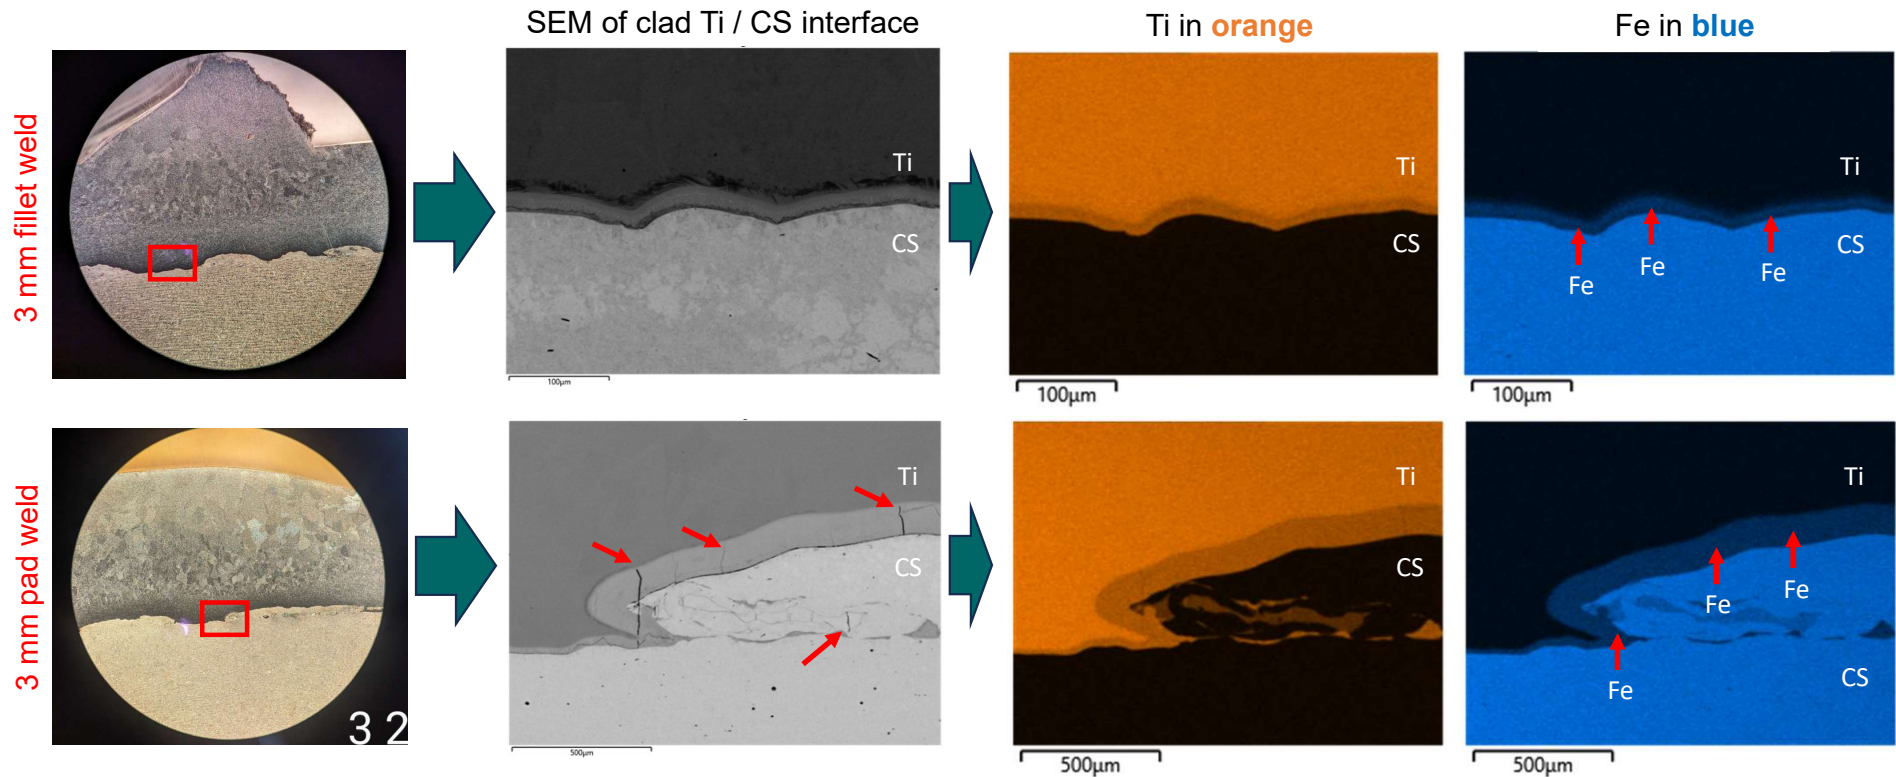 SEM of clad Ti / CS interface
Ti in orange
Fe in blue
3 mm fillet weld
Ti
CS
100μm
Ti
CS
100μm
Ti
CS
Fe
Fe
Fe
100μm
3 mm pad weld
3 2
Ti
CS
500μm
Ti
CS
500μm
Ti
Fe
Fe
Fe
CS
500μm